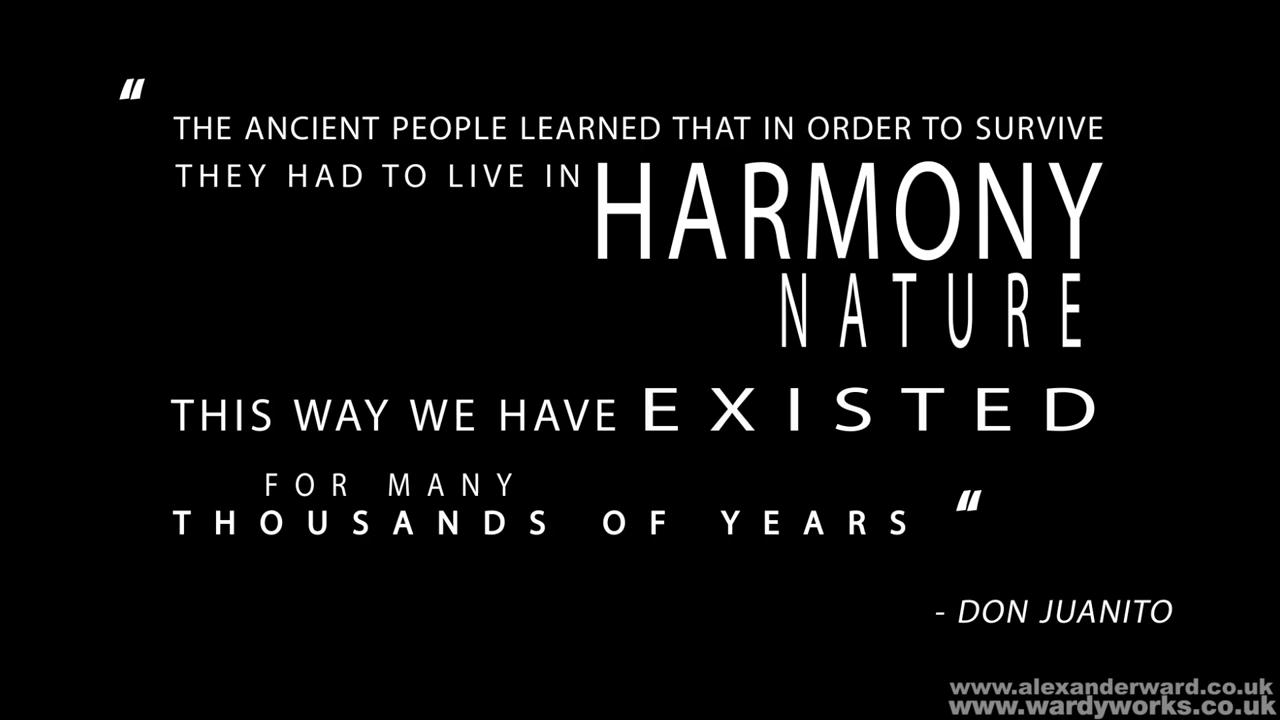 “
THE ANCIENT PEOPLE LEARNED THAT IN ORDER TO SURVIVE
THEY HAD TO LIVE IN HARMONY
NATURE
THIS WAY WE HAVE EXISTED
FOR MANY
THOUSANDS OF YEARS “
- DON JUANITO
www.alexanderward.co.uk
www.wardyworks.co.uk